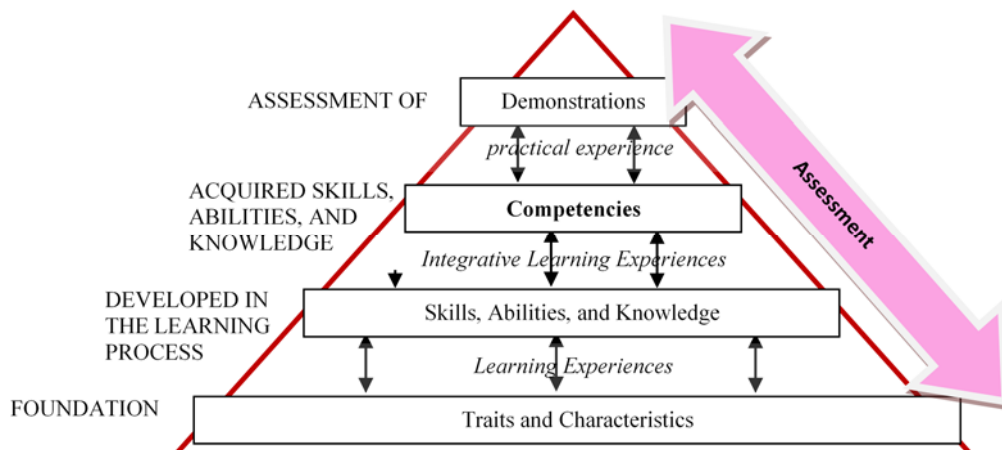 ASSESSMENT OF
Demonstrations
practical experience
ACQUIRED SKILLS,
ABILITIES, AND
KNOWLEDGE
Competencies
Integrative Learning Experiences
DEVELOPED IN
THE LEARNING
PROCESS
Skills, Abilities, and Knowledge
Learning Experiences
FOUNDATION
Traits and Characteristics
Assessment